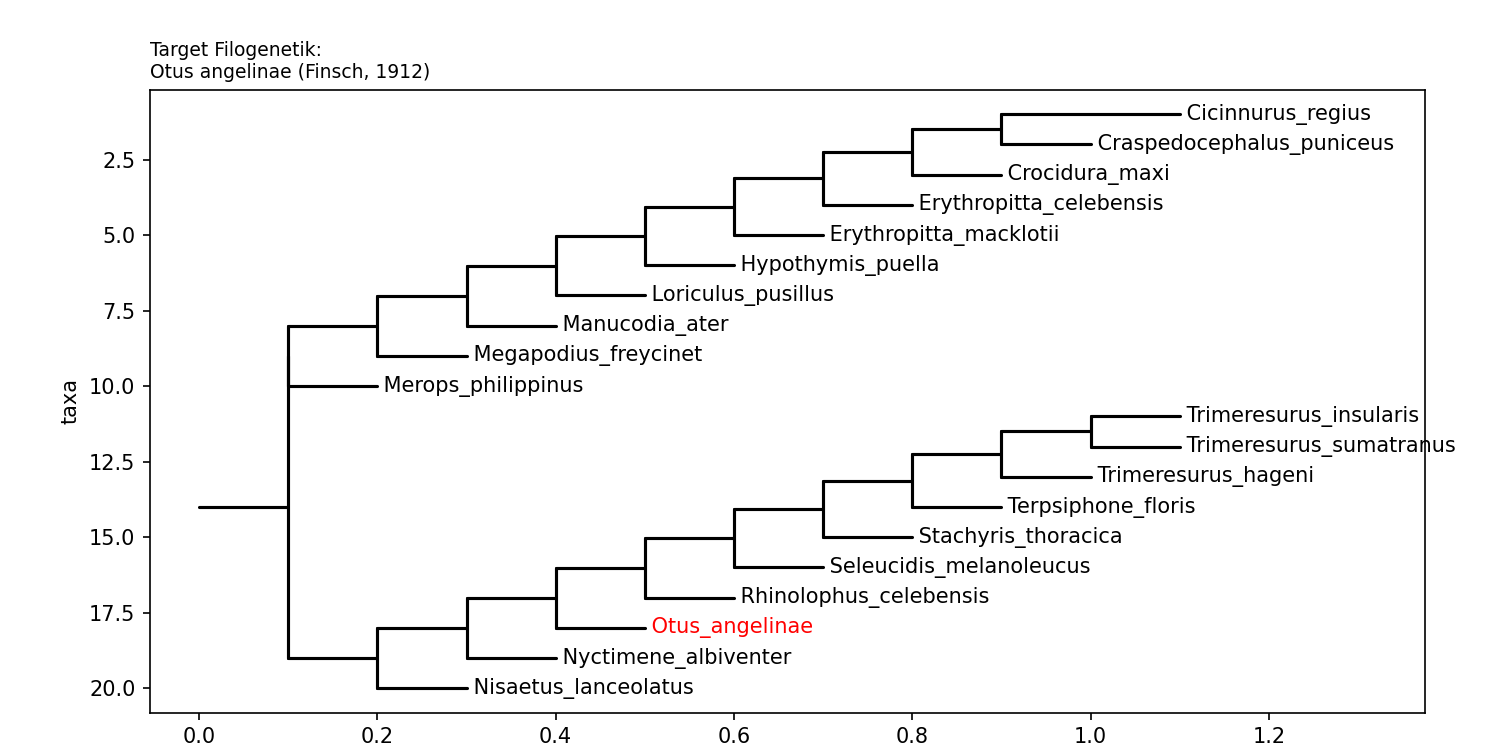 Target Filogenetik:
Otus angelinae (Finsch, 1912)
Cicinnurus_regius
Craspedocephalus_puniceus
2.5
Crocidura_maxi
Erythropitta_celebensis
5.0
Erythropitta_macklotii
Hypothymis_puella
7.5
Loriculus_pusillus
Manucodia_ater
Megapodius_freycinet
taxa
10.0
Merops_philippinus
Trimeresurus_insularis
Trimeresurus_sumatranus
12.5
Trimeresurus_hageni
Terpsiphone_floris
15.0
Stachyris_thoracica
Seleucidis_melanoleucus
Rhinolophus_celebensis
17.5
Otus_angelinae
Nyctimene_albiventer
20.0
Nisaetus_lanceolatus
0.0 0.2 0.4 0.6 0.8 1.0 1.2